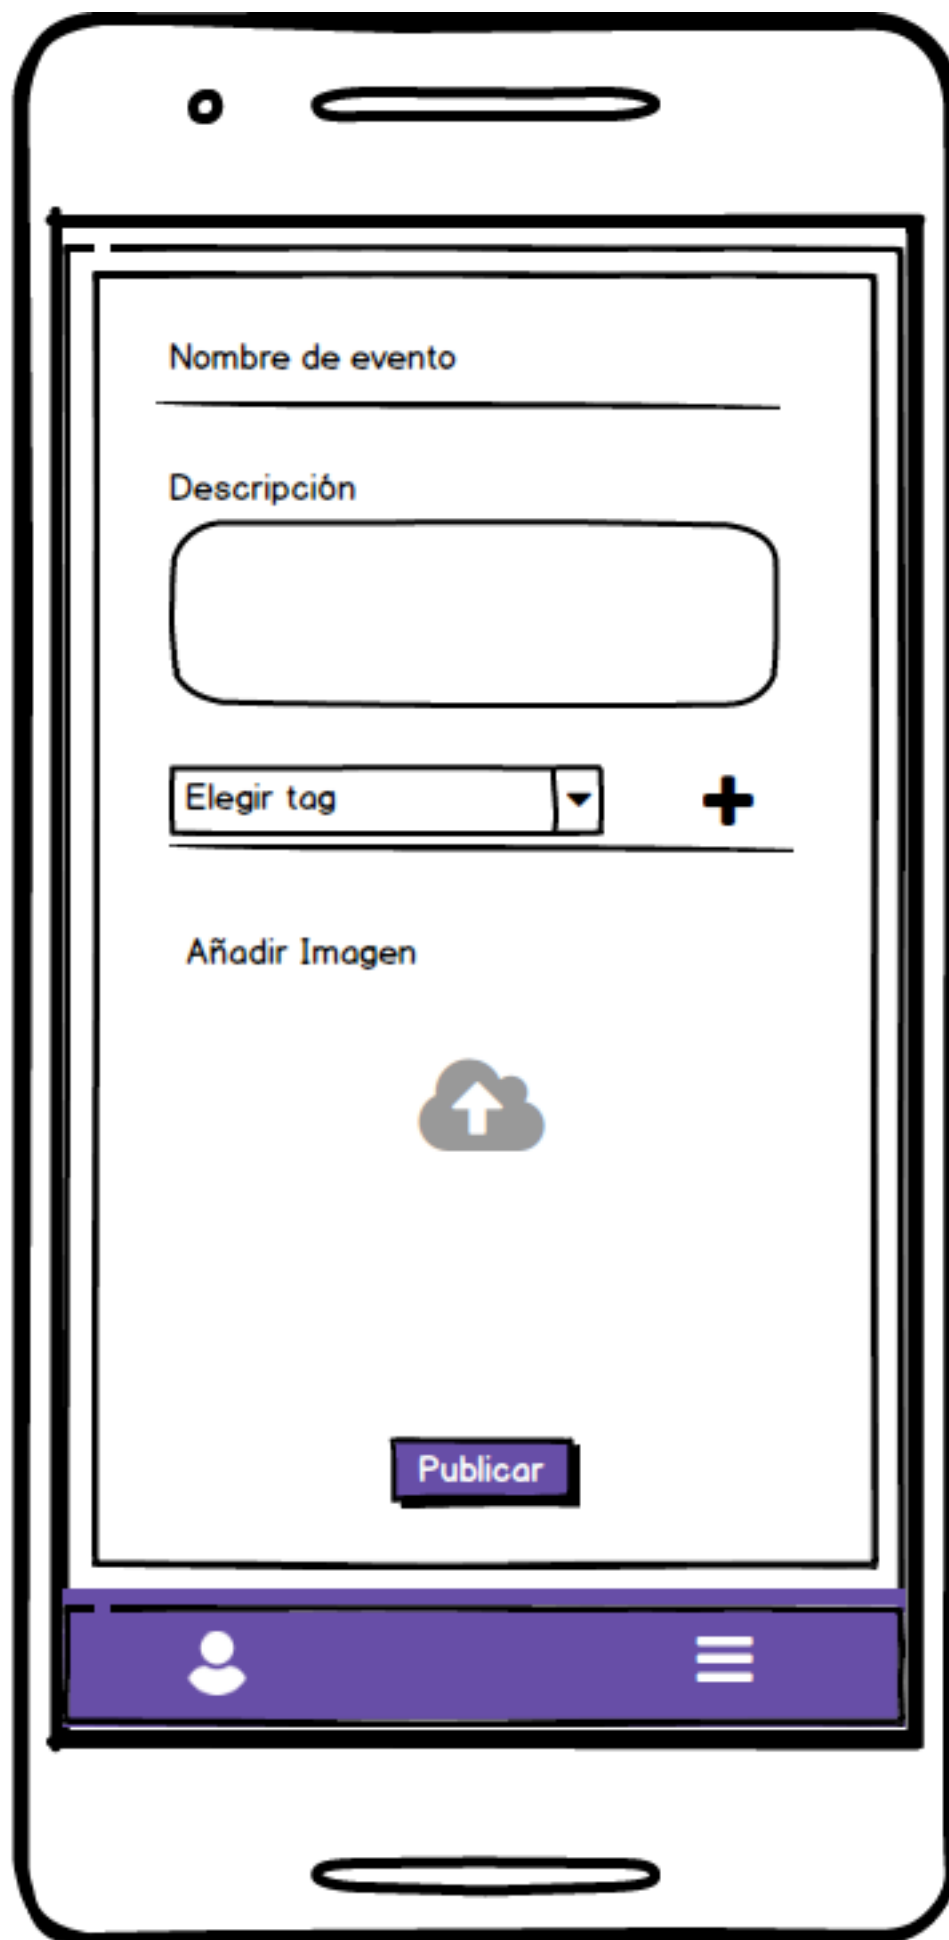 Nombre de evento
Descripción
Elegir tag
Añadir Imagen
Publicar